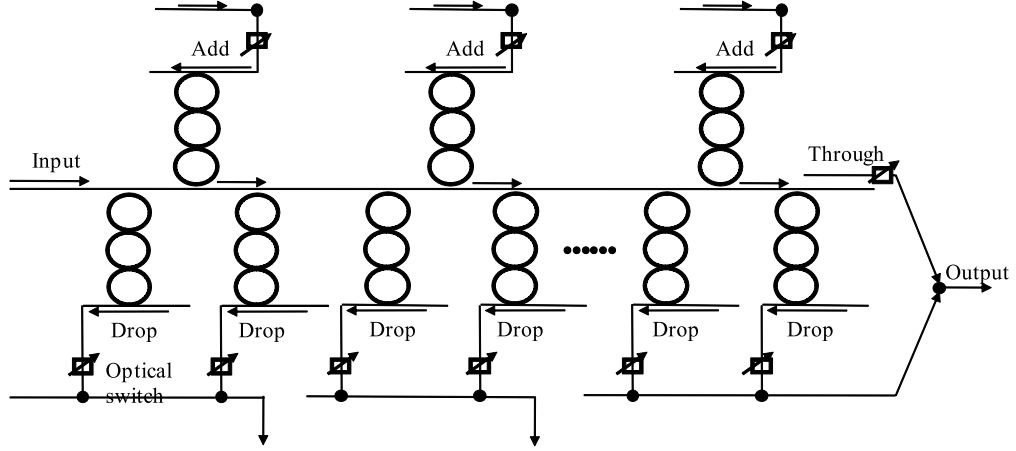 Add
Add
Add
Input
Through
Output
Drop
Drop
Drop
Drop
Drop
Drop
Optical
switch